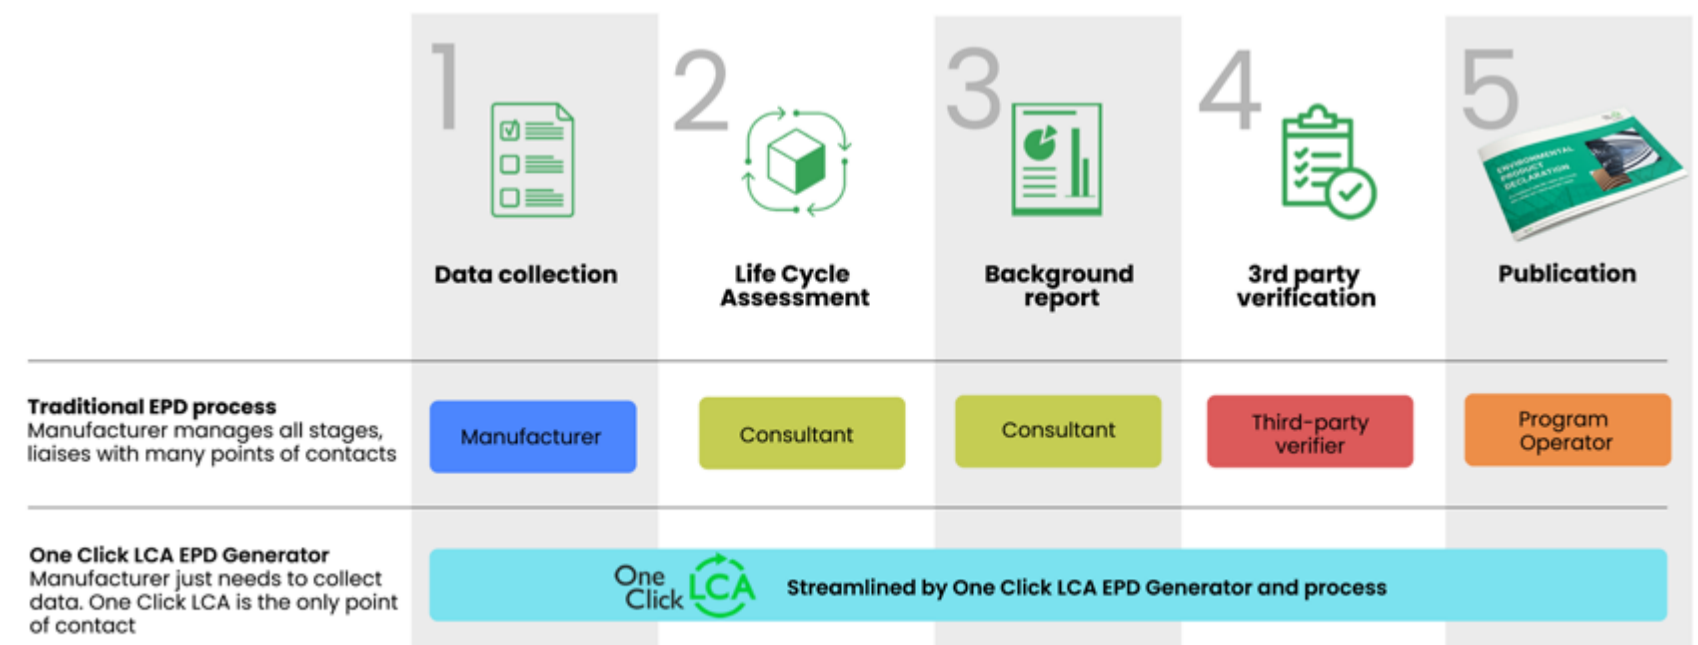 1
2
3
4
5
ENVIRONMENTAL
PRODUCT
DECLARATION
Data collection
Life Cycle
Assessment
Background
report
3rd party
verification
Publication
Traditional EPD process
Manufacturer manages all stages,
liaises with many points of contacts
Manufacturer
Consultant
Consultant
Third-party
verifier
Program
Operator
One Click LCA EPD Generator
Manufacturer just needs to collect
data. One Click LCA is the only point
of contact
One
Click LCA
Streamlined by One Click LCA EPD Generator and process